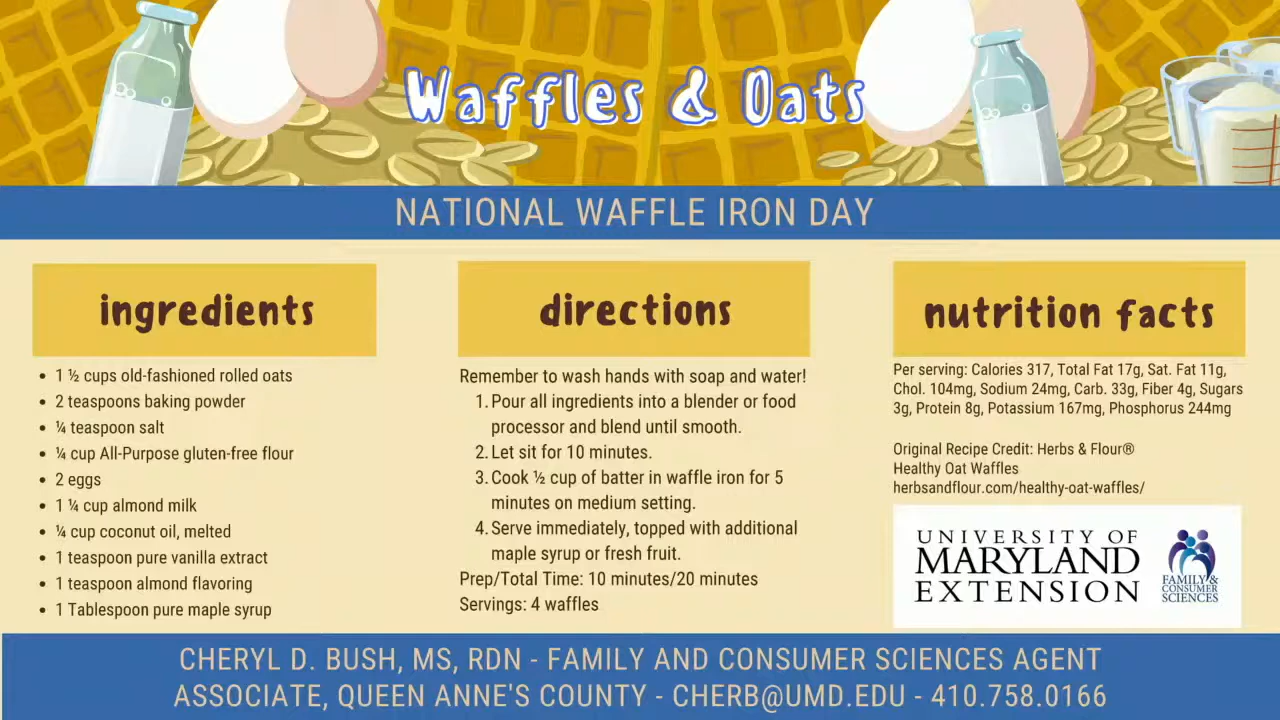 Waffles & Oats
NATIONAL WAFFLE IRON DAY
ingredients
• 1 ½ cups old-fashioned rolled oats
• 2 teaspoons baking powder
• ¼ teaspoon salt
• ¼ cup All-Purpose gluten-free flour
• 2 eggs
• 1 ¼ cup almond milk
• ¼ cup coconut oil, melted
• 1 teaspoon pure vanilla extract
• 1 teaspoon almond flavoring
• 1 Tablespoon pure maple syrup
directions
Remember to wash hands with soap and water!
1. Pour all ingredients into a blender or food
processor and blend until smooth.
2. Let sit for 10 minutes.
3. Cook ½ cup of batter in waffle iron for 5
minutes on medium setting.
4. Serve immediately, topped with additional
maple syrup or fresh fruit.
Prep/Total Time: 10 minutes/20 minutes
Servings: 4 waffles
nutrition facts
Per serving: Calories 317, Total Fat 17g, Sat. Fat 11g,
Chol. 104mg, Sodium 24mg, Carb. 33g, Fiber 4g, Sugars
3g, Protein 8g, Potassium 167mg, Phosphorus 244mg
Original Recipe Credit: Herbs & Flour®
Healthy Oat Waffles
herbsandflour.com/healthy-oat-waffles/
UNIVERSITY OF
MARYLAND
EXTENSION
FAMILY &
CONSUMER
SCIENCES
CHERYL D. BUSH, MS, RDN - FAMILY AND CONSUMER SCIENCES AGENT
ASSOCIATE, QUEEN ANNE'S COUNTY - CHERB@UMD.EDU - 410.758.0166